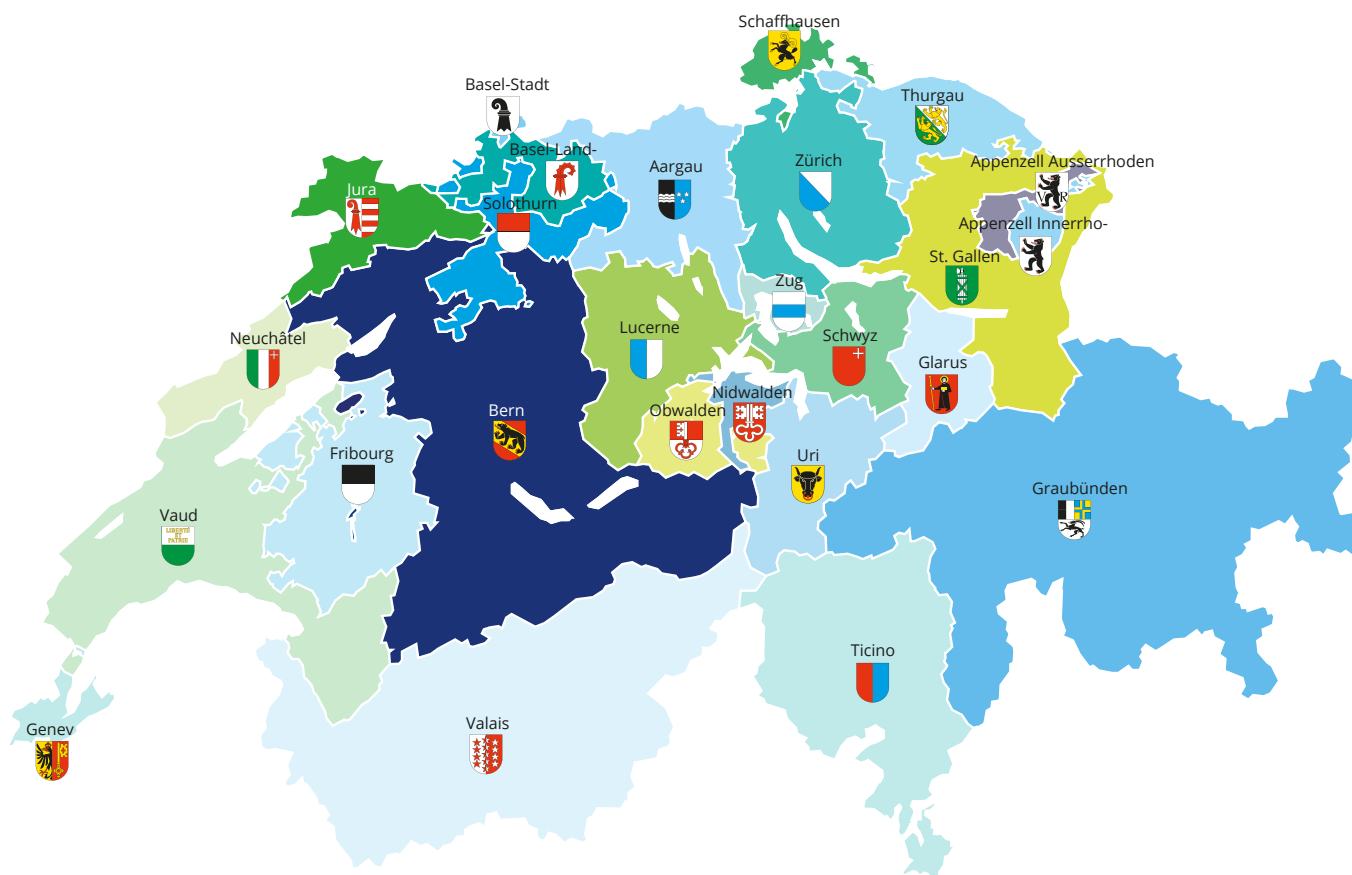 Schaffhausen
Basel-Stadt
Thurgau
Basel-Land-
Aargau
Zürich
Appenzell Ausserrhoden
V R
Jura
Solothurn
Appenzell Innerrho-
St. Gallen
Zug
Neuchâtel
Lucerne
Schwyz
Glarus
Nidwalden
Bern
Obwalden
Fribourg
Uri
Graubünden
Vaud
LIBERTÉ
ET
PATRIE
Ticino
Genev
Valais